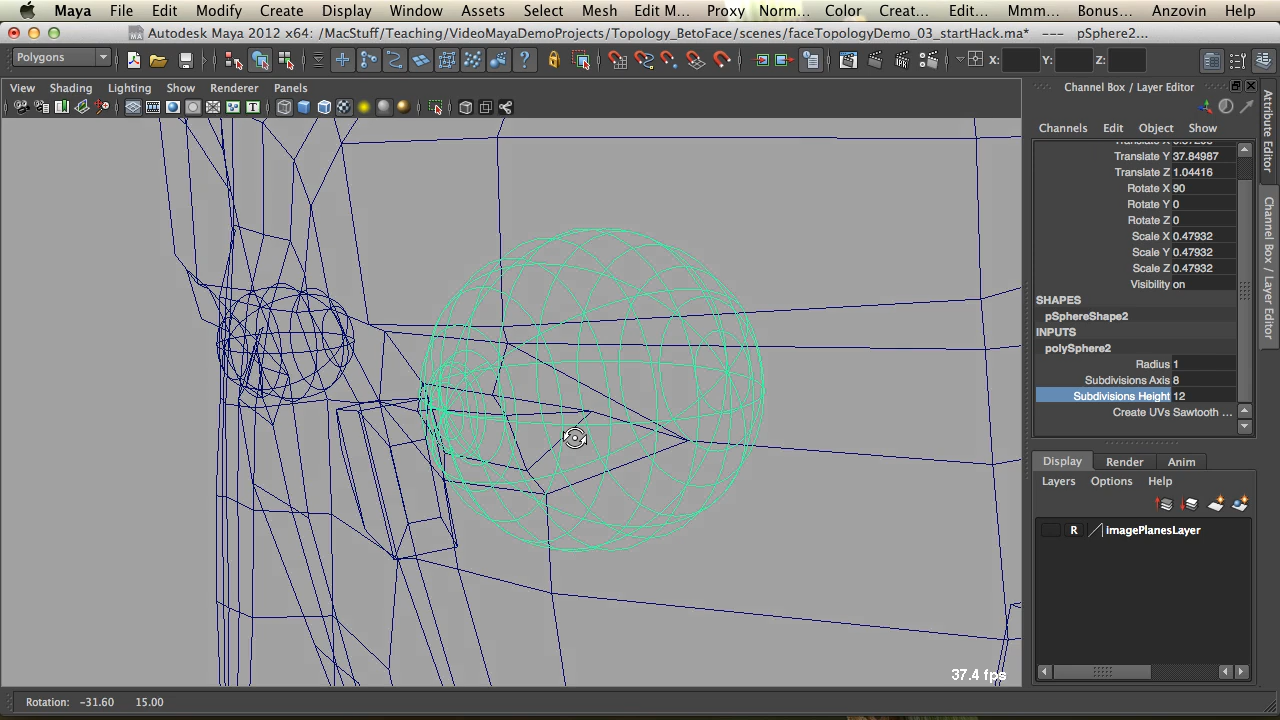 Maya File Edit Modify Create Display Window Assets Select Mesh Edit M... Proxy Norm... Color Creat... Edit... Mmm... Bonus... Anzovin Help
Autodesk Maya 2012 x64: /MacStuff/Teaching/VideoMayaDemoProjects/Topology_BetoFace/scenes/faceTopologyDemo_03_startHack.ma* --- pSphere2...
Polygons X: Y: Z:
View Shading Lighting Show Renderer Panels
Channel Box / Layer Editor
Channels Edit Object Show
Translate Y 37.84987
Translate Z 1.04416
Rotate X 90
Rotate Y 0
Rotate Z 0
Scale X 0.47932
Scale Y 0.47932
Scale Z 0.47932
Visibility on
SHAPES
pSphereShape2
INPUTS
polySphere2
Radius 1
Subdivisions Axis 8
Subdivisions Height 12
Create UVs Sawtooth ...
Display Render Anim
Layers Options Help
R imagePlanesLayer
Attribute Editor
Channel Box / Layer Editor
37.4 fps
Rotation: -31.60 15.00